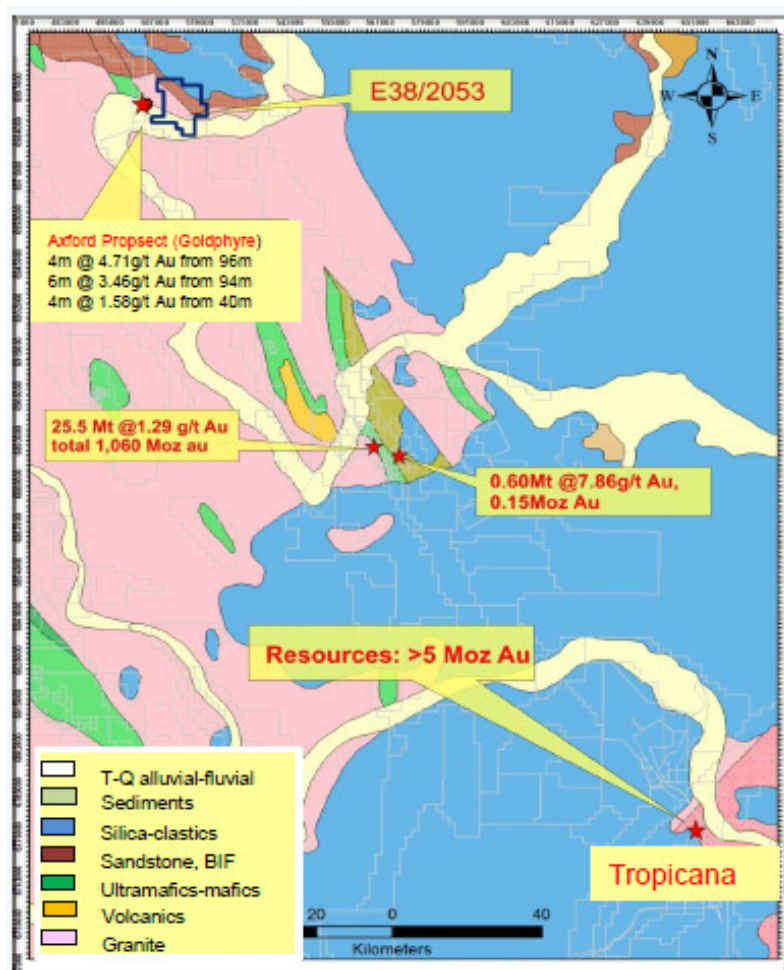 N
W E
S
E38/2053
Axford Propsect (Goldphyre)
4m @ 4.71g/t Au from 96m
6m @ 3.46g/t Au from 94m
4m @ 1.58g/t Au from 40m
25.5 Mt @1.29 g/t Au
total 1,060 Moz au
0.60Mt @7.86g/t Au,
0.15Moz Au
Resources: >5 Moz Au
Tropicana
T-Q alluvial-fluvial
Sediments
Silica-clastics
Sandstone, BIF
Ultramafics-mafics
Volcanics
Granite
20 0 40
Kilometers